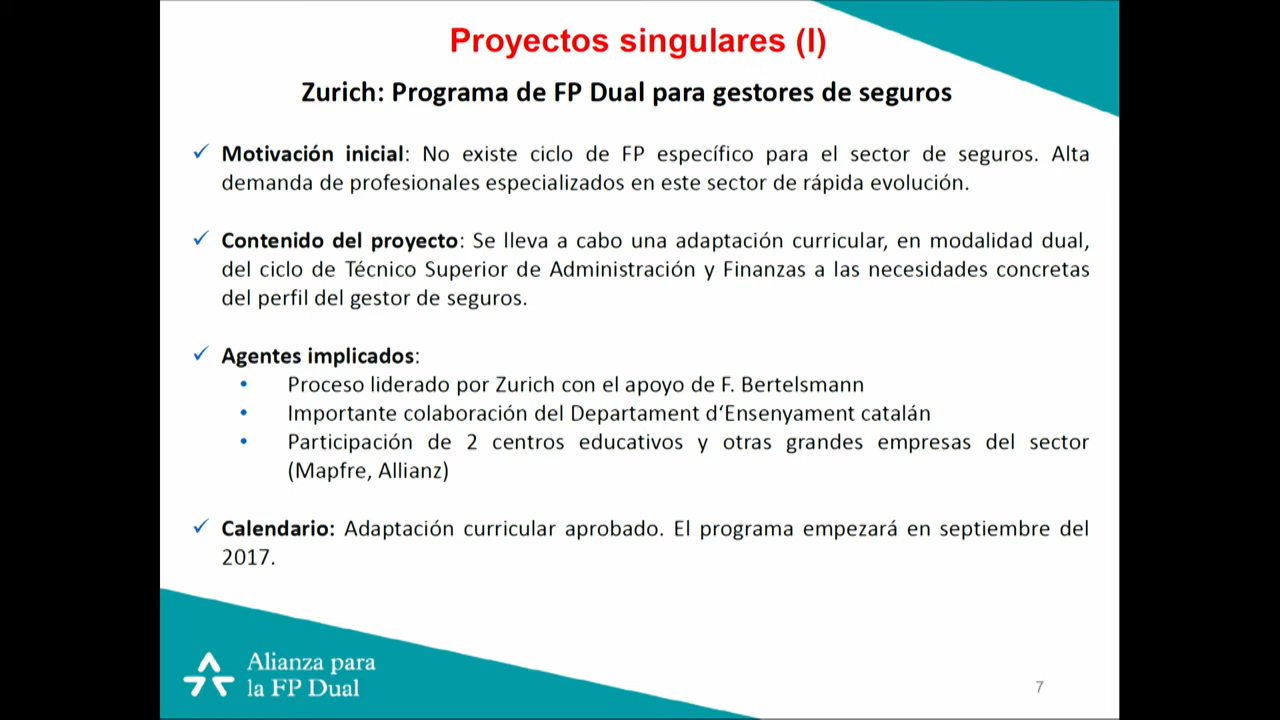 Proyectos singulares (I)
Zurich: Programa de FP Dual para gestores de seguros
✓ Motivación inicial: No existe ciclo de FP específico para el sector de seguros. Alta
demanda de profesionales especializados en este sector de rápida evolución.
✓ Contenido del proyecto: Se lleva a cabo una adaptación curricular, en modalidad dual,
del ciclo de Técnico Superior de Administración y Finanzas a las necesidades concretas
del perfil del gestor de seguros.
✓ Agentes implicados:
• Proceso liderado por Zurich con el apoyo de F. Bertelsmann
• Importante colaboración del Departament d‘Ensenyament catalán
• Participación de 2 centros educativos y otras grandes empresas del sector
(Mapfre, Allianz)
✓ Calendario: Adaptación curricular aprobado. El programa empezará en septiembre del
2017.
Alianza para
la FP Dual
7